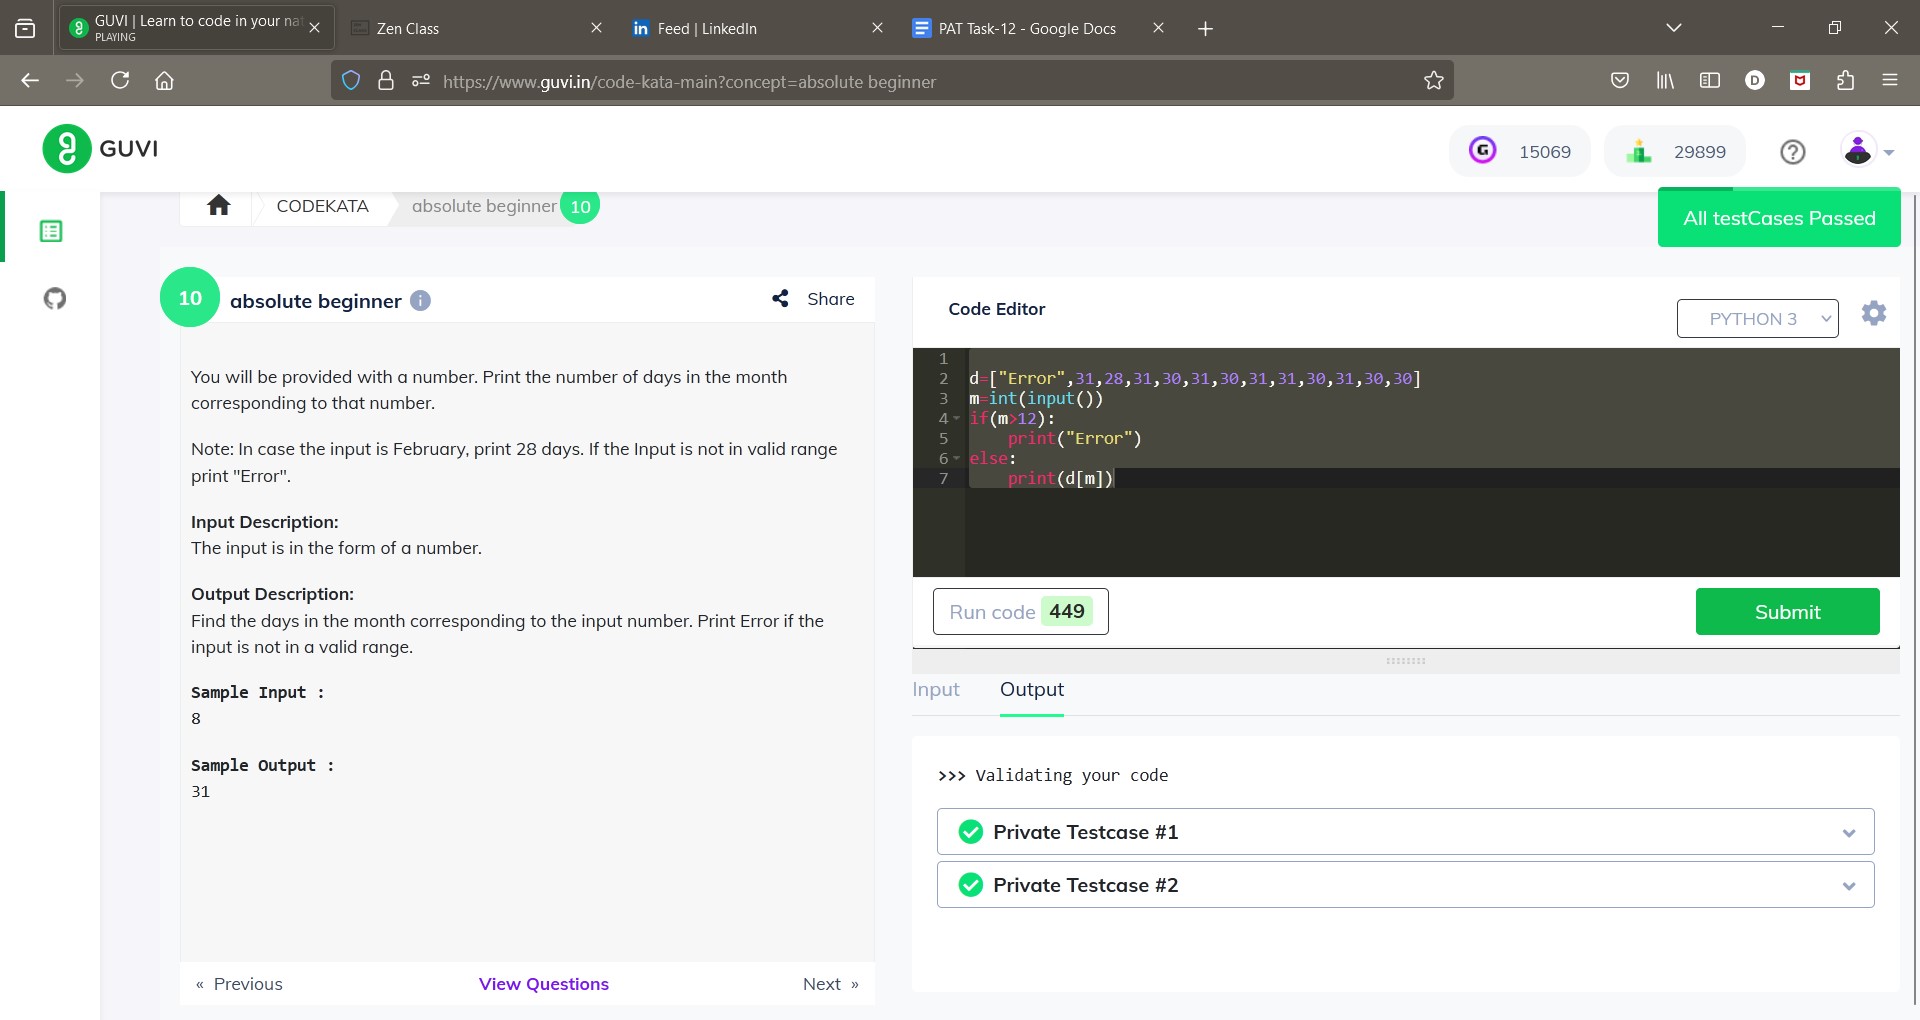 GUVI | Learn to code in your nat
PLAYING
Zen Class
in Feed | LinkedIn
PAT Task-12 - Google Docs
https://www.guvi.in/code-kata-main?concept=absolute beginner
D
GUVI
G 15069
29899
CODEKATA
absolute beginner 10
All testCases Passed
10 absolute beginner i
Share
You will be provided with a number. Print the number of days in the month
corresponding to that number.
Note: In case the input is February, print 28 days. If the Input is not in valid range
print "Error".
Input Description:
The input is in the form of a number.
Output Description:
Find the days in the month corresponding to the input number. Print Error if the
input is not in a valid range.
Sample Input :
8
Sample Output :
31
« Previous
View Questions
Next »
Code Editor
PYTHON 3
1
2 d=["Error",31,28,31,30,31,30,31,31,30,31,30,30]
3 m=int(input())
4 if(m>12):
5 print("Error")
6 else:
7 print(d[m])
Run code 449
Submit
Input
Output
>>> Validating your code
Private Testcase #1
Private Testcase #2